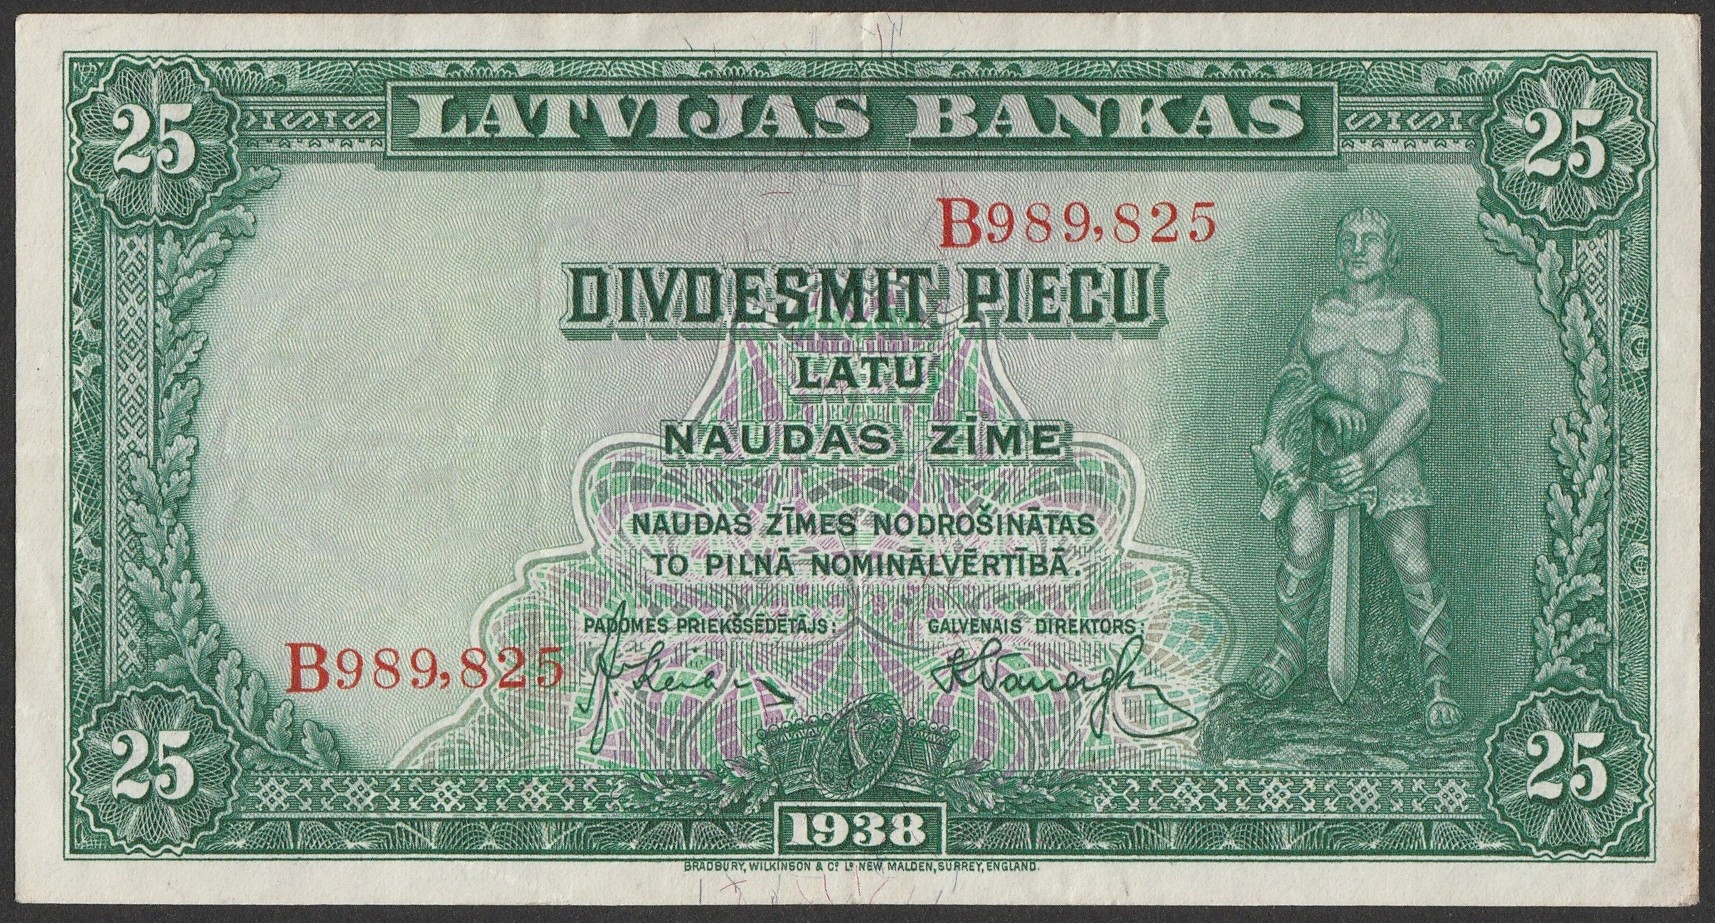 25 LATVIJAS BANKAS 25
B989,825
DIVDESMIT PIECU
LATU
NAUDAS ZĪME
NAUDAS ZĪMES NODROŠINĀTAS
TO PILNĀ NOMINĀLVĒRTĪBĀ.
PADOMES PRIEKŠSĒDĒTĀJS: GALVENAIS DIREKTORS:
B989,825
25 1938 25
BRADBURY, WILKINSON & Cº Lº NEW MALDEN, SURREY, ENGLAND.